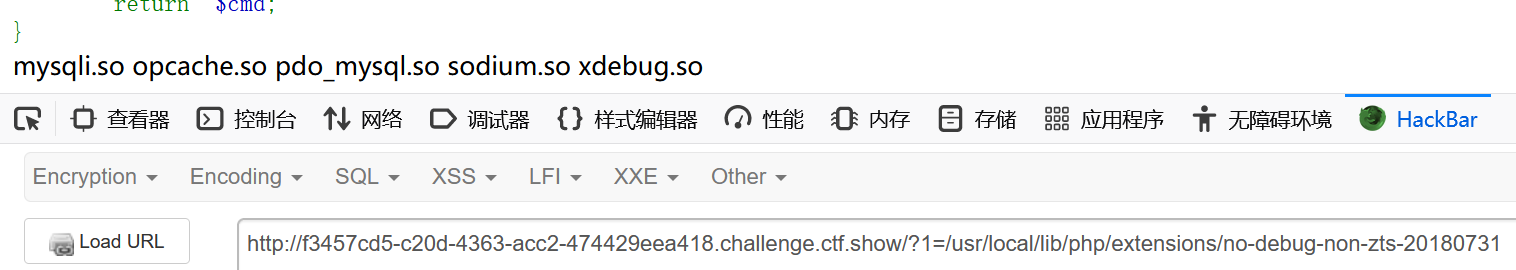 return `$cmd;
}
mysqli.so opcache.so pdo_mysql.so sodium.so xdebug.so
查看器 控制台 网络 调试器 样式编辑器 性能 内存 存储 应用程序 无障碍环境 HackBar
Encryption Encoding SQL XSS LFI XXE Other
Load URL http://f3457cd5-c20d-4363-acc2-474429eea418.challenge.ctf.show/?1=/usr/local/lib/php/extensions/no-debug-non-zts-20180731